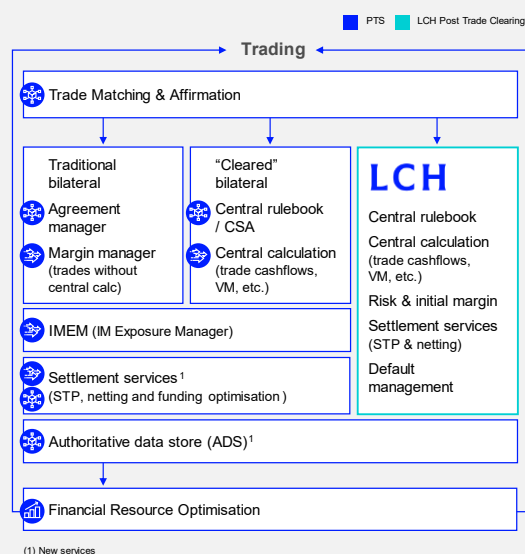 PTS
LCH Post Trade Clearing
Trading
Trade Matching & Affirmation
Traditional
bilateral
Agreement
manager
Margin manager
(trades without
central calc)
“Cleared”
bilateral
Central rulebook
/ CSA
Central calculation
(trade cashflows,
VM, etc.)
LCH
Central rulebook
Central calculation
(trade cashflows,
VM, etc.)
Risk & initial margin
Settlement services
(STP & netting)
Default
management
IMEM (IM Exposure Manager)
Settlement services¹
(STP, netting and funding optimisation )
Authoritative data store (ADS)¹
Financial Resource Optimisation
(1) New services